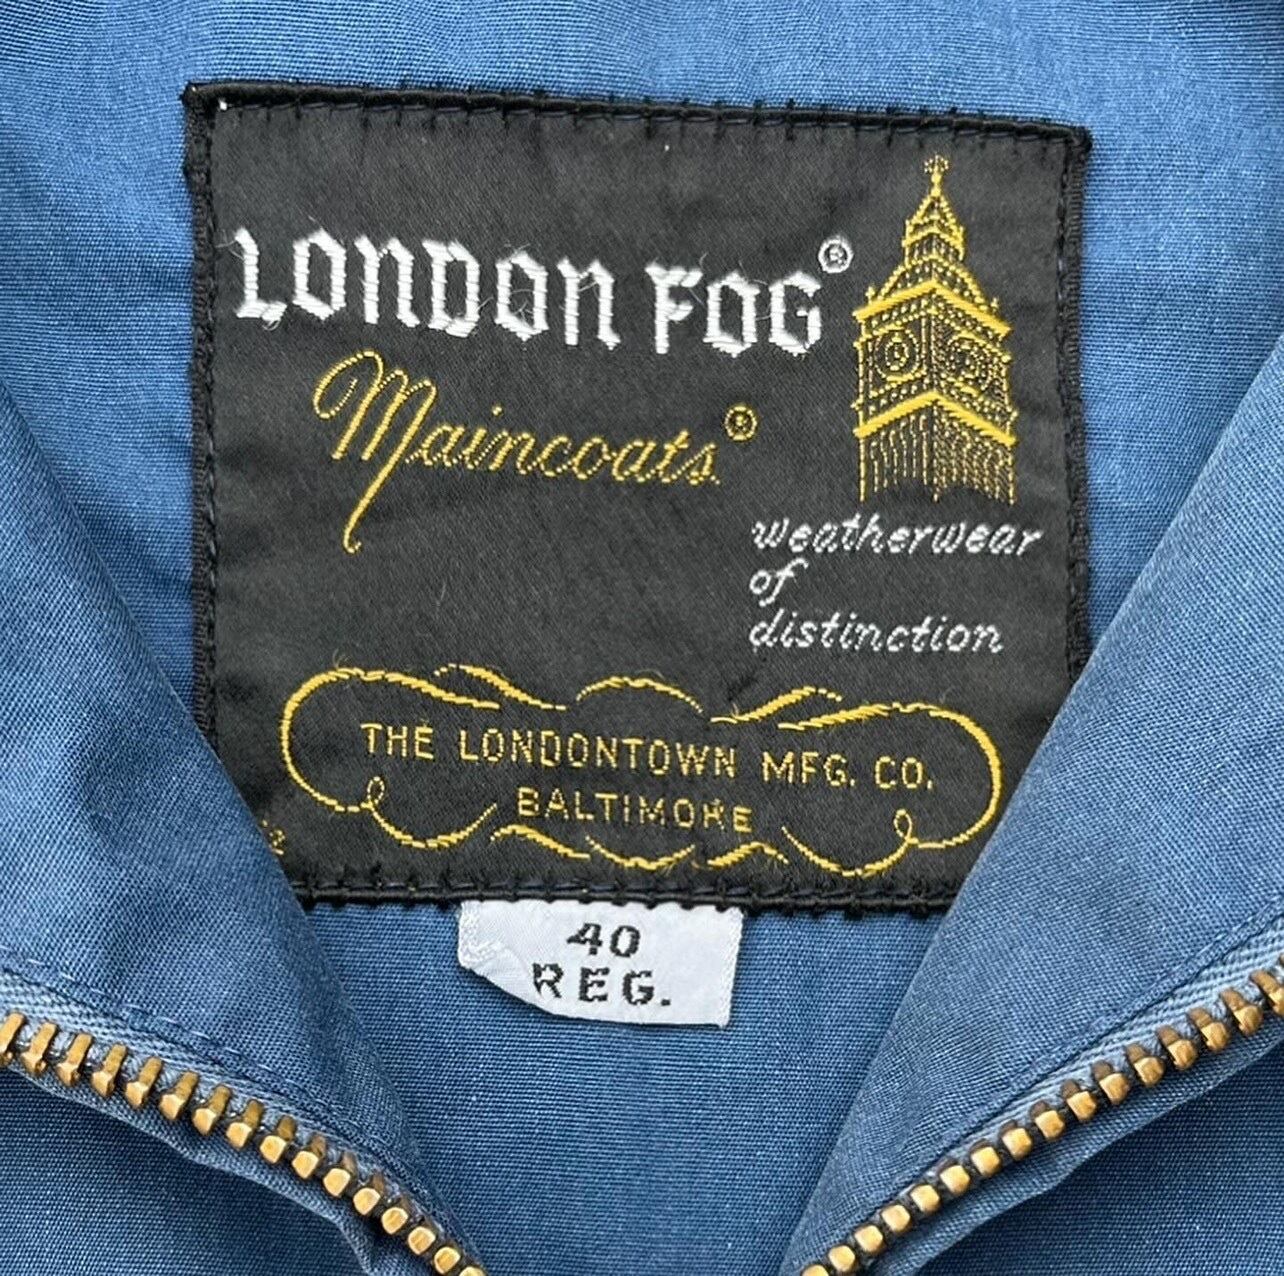 LONDON FOG®
Maincoats®
weatherwear
of
distinction
THE LONDONTOWN MFG. CO.
BALTIMORE
40
REG.